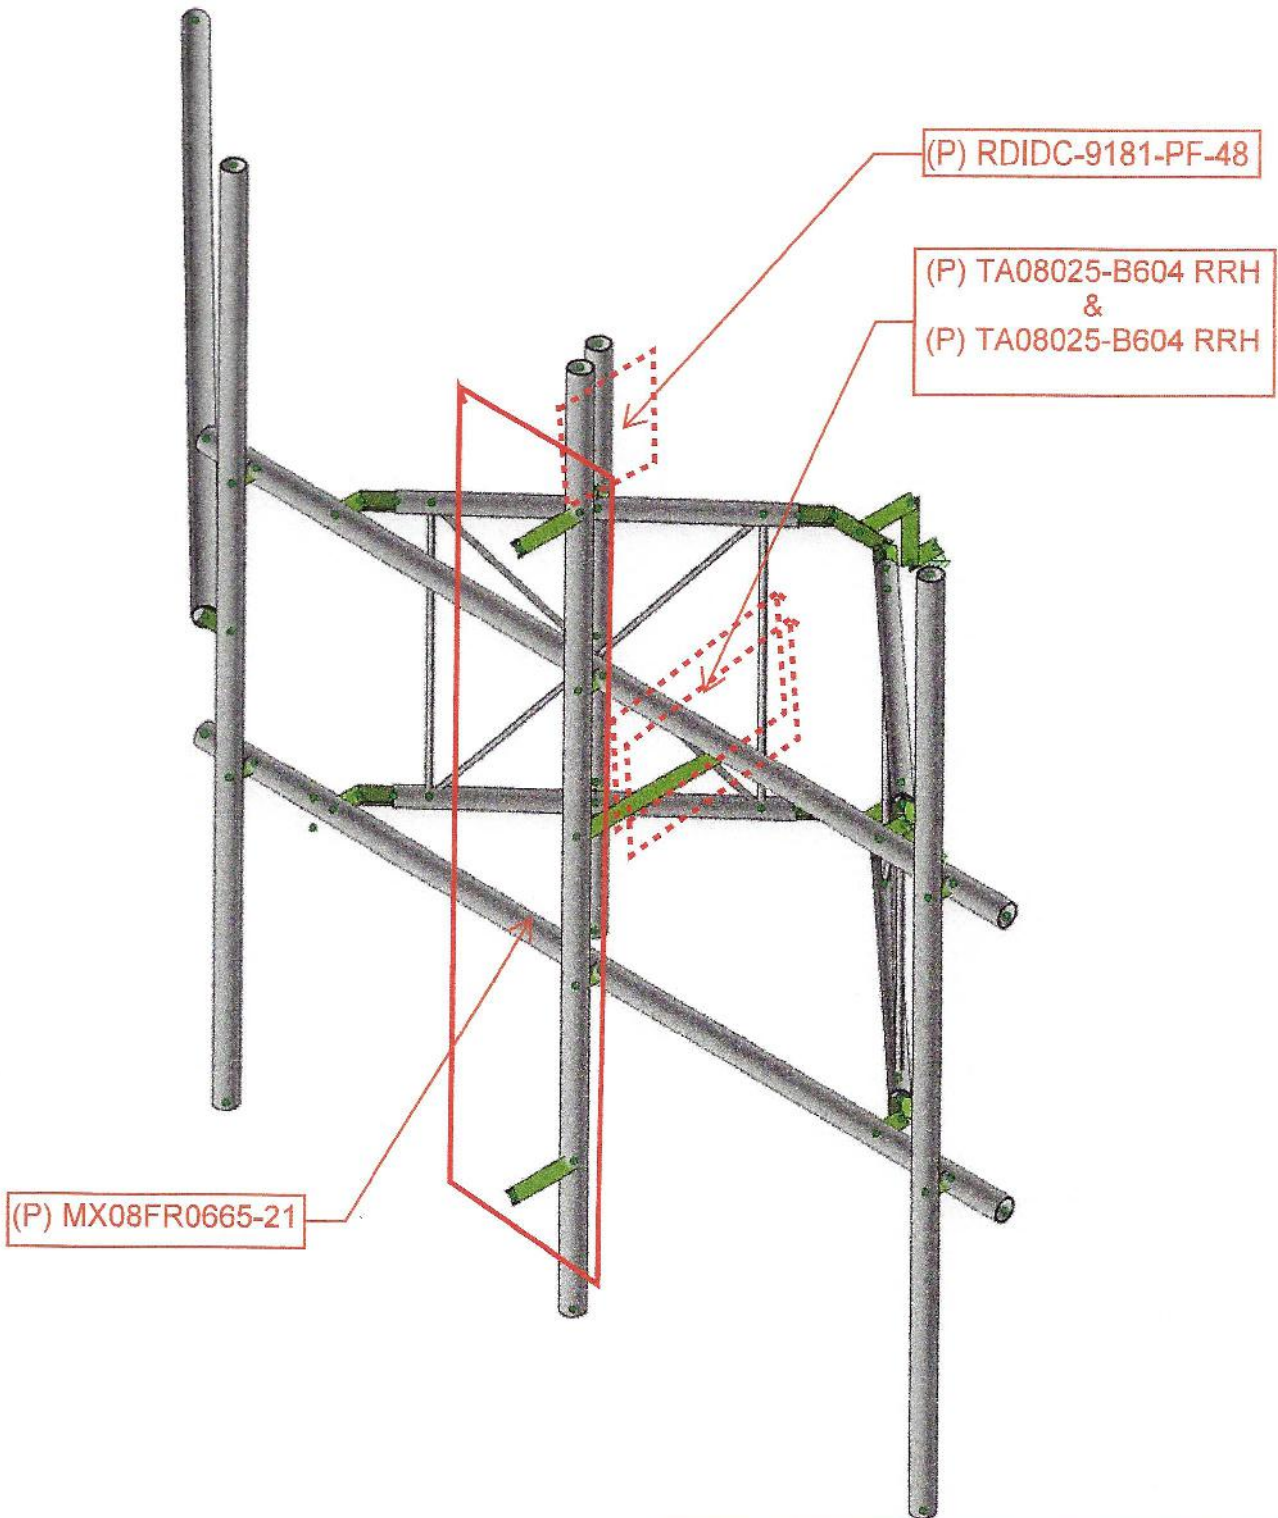 (P) RDIDC-9181-PF-48
(P) TA08025-B604 RRH
&
(P) TA08025-B604 RRH
(P) MX08FR0665-21